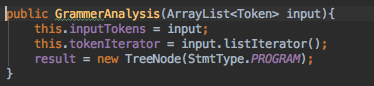 public GrammerAnalysis(ArrayList<Token> input){
    this.inputTokens = input;
    this.tokenIterator = input.listIterator();
    result = new TreeNode(StmtType.PROGRAM);
}